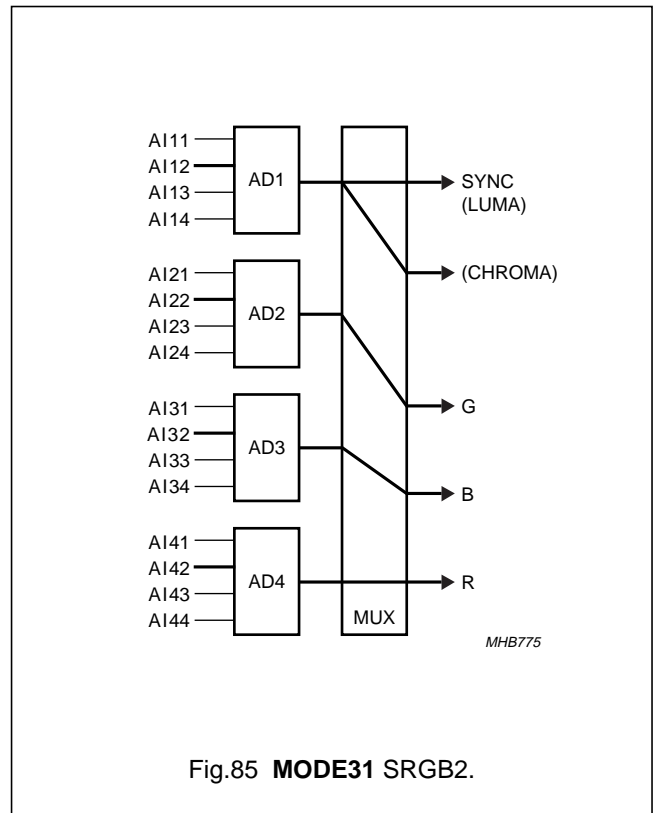 AI11
AI12
AI13
AI14
AD1
SYNC
(LUMA)
(CHROMA)
AI21
AI22
AI23
AI24
AD2
G
AI31
AI32
AI33
AI34
AD3
B
AI41
AI42
AI43
AI44
AD4
R
MUX
MHB775
Fig.85 MODE31 SRGB2.